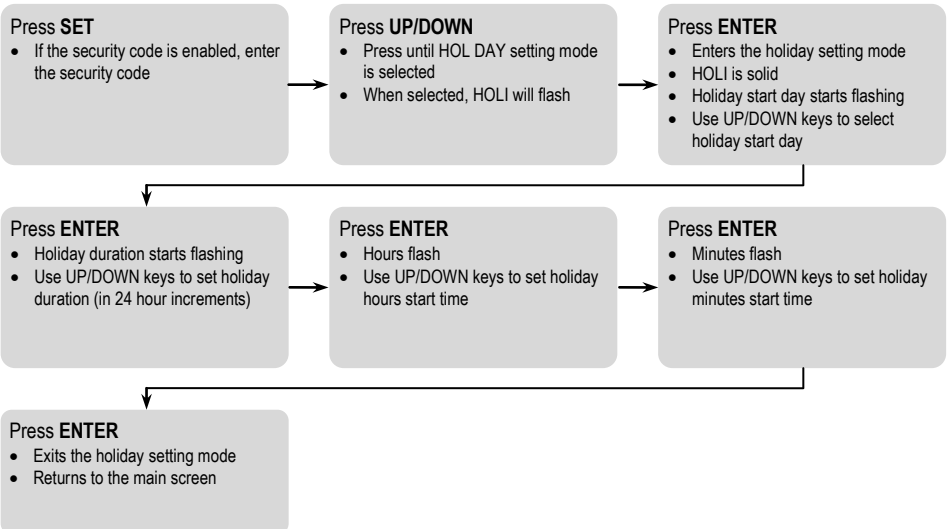 Press SET
• If the security code is enabled, enter
the security code
Press UP/DOWN
• Press until HOL DAY setting mode
is selected
• When selected, HOLI will flash
Press ENTER
• Enters the holiday setting mode
• HOLI is solid
• Holiday start day starts flashing
• Use UP/DOWN keys to select
holiday start day
Press ENTER
• Holiday duration starts flashing
• Use UP/DOWN keys to set holiday
duration (in 24 hour increments)
Press ENTER
• Hours flash
• Use UP/DOWN keys to set holiday
hours start time
Press ENTER
• Minutes flash
• Use UP/DOWN keys to set holiday
minutes start time
Press ENTER
• Exits the holiday setting mode
• Returns to the main screen